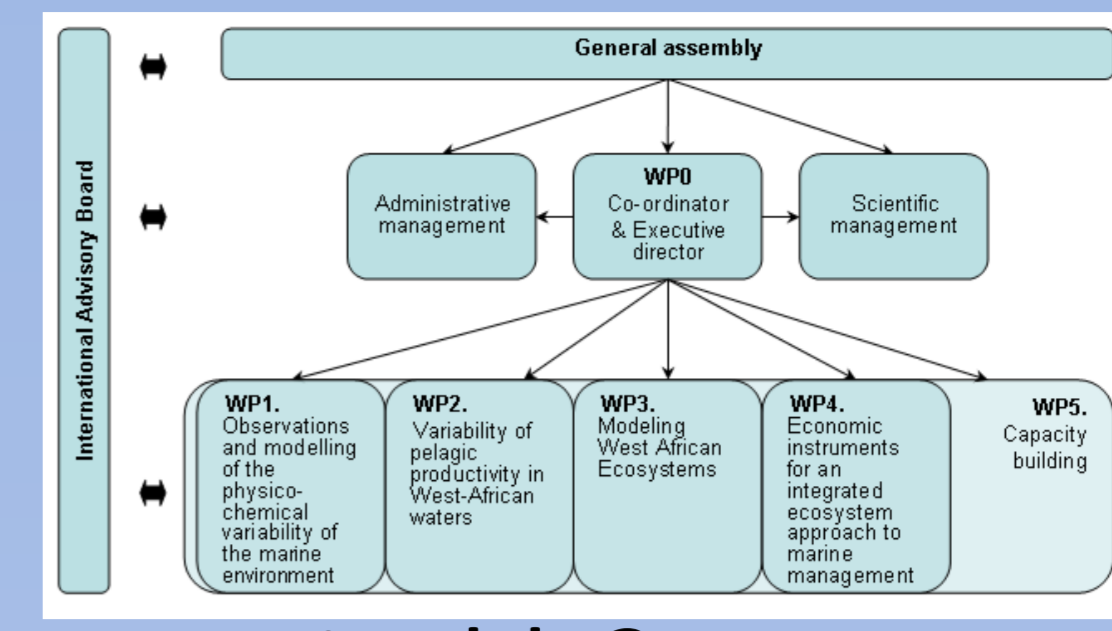 General assembly
International Advisory Board
Administrative
management
WP0
Co-ordinator
& Executive
director
Scientific
management
WP1.
Observations
and modelling
of the
physico-
chemical
variability of
the marine
environment
WP2.
Variability of
pelagic
productivity in
West-African
waters
WP3.
Modeling
West African
Ecosystems
WP4.
Economic
instruments
for an
integrated
ecosystem
approach to
marine
management
WP5.
Capacity
building